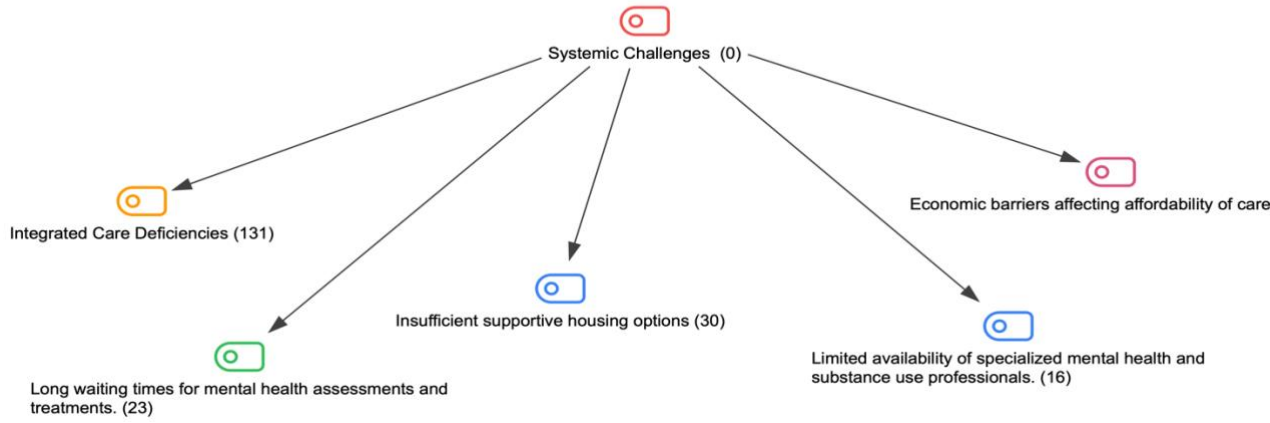 Systemic Challenges (0)
Economic barriers affecting affordability of care
Integrated Care Deficiencies (131)
Insufficient supportive housing options (30)
Limited availability of specialized mental health and
substance use professionals. (16)
Long waiting times for mental health assessments and
treatments. (23)